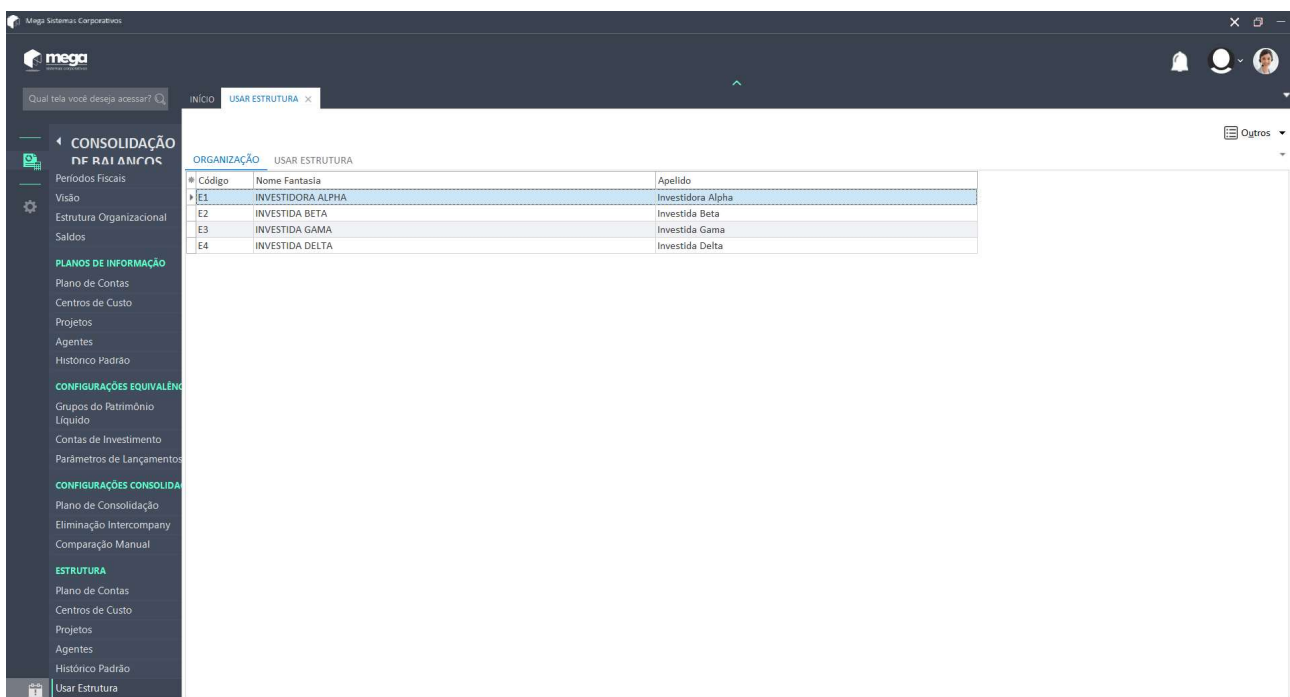 Mega Sistemas Corporativos
mega
Qual tela você deseja acessar?
INÍCIO USAR ESTRUTURA
Outros
CONSOLIDAÇÃO
DE BALANÇOS
ORGANIZAÇÃO USAR ESTRUTURA
Código Nome Fantasia Apelido
E1 INVESTIDORA ALPHA Investidora Alpha
E2 INVESTIDA BETA Investida Beta
E3 INVESTIDA GAMA Investida Gama
E4 INVESTIDA DELTA Investida Delta
Períodos Fiscais
Visão
Estrutura Organizacional
Saldos
PLANOS DE INFORMAÇÃO
Plano de Contas
Centros de Custo
Projetos
Agentes
Histórico Padrão
CONFIGURAÇÕES EQUIVALÊNC
Grupos do Patrimônio
Líquido
Contas de Investimento
Parâmetros de Lançamentos
CONFIGURAÇÕES CONSOLIDA
Plano de Consolidação
Eliminação Intercompany
Comparação Manual
ESTRUTURA
Plano de Contas
Centros de Custo
Projetos
Agentes
Histórico Padrão
Usar Estrutura